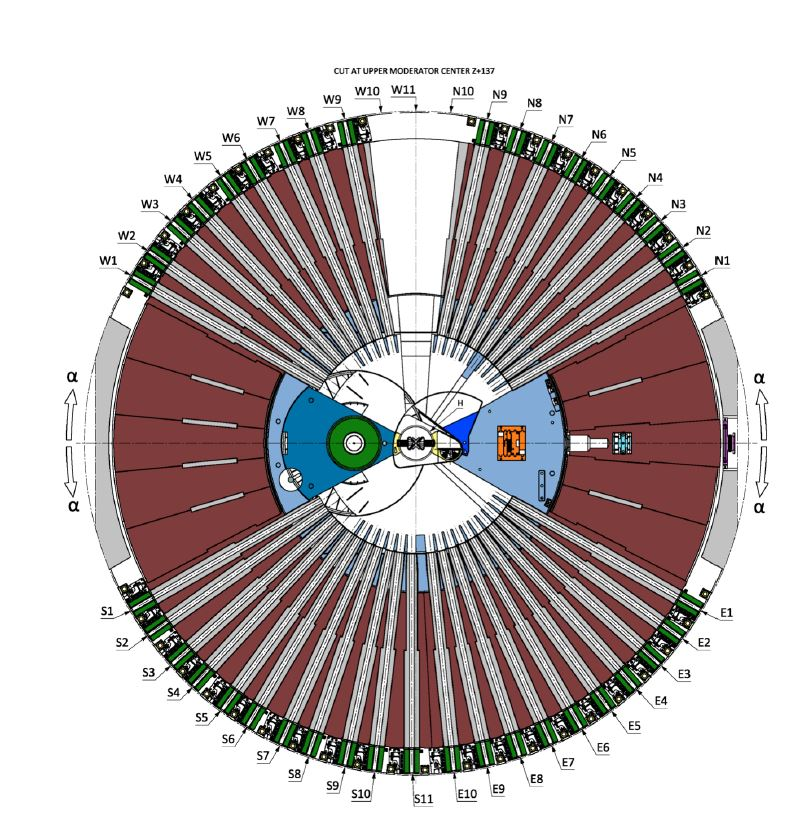 CUT AT UPPER MODERATOR CENTER Z+137
W10 W11 N10
W9 N9
W8 N8
W7 N7
W6 N6
W5 N5
W4 N4
W3 N3
W2 N2
W1 N1
α α
H
α α
S1 E1
S2 E2
S3 E3
S4 E4
S5 E5
S6 E6
S7 E7
S8 E8
S9 E9
S10 S11 E10